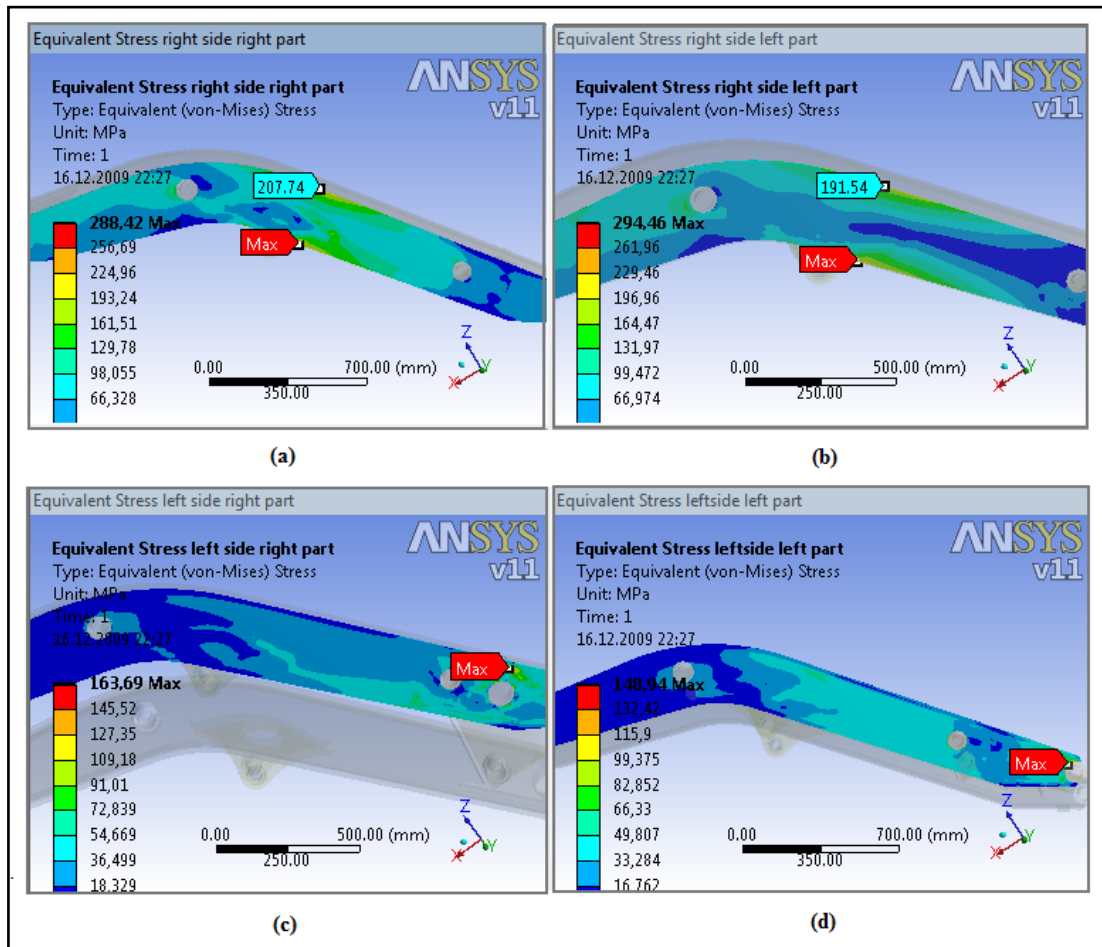 Equivalent Stress right side right part
ANSYS
v11
Equivalent Stress right side right part
Type: Equivalent (von-Mises) Stress
Unit: MPa
Time: 1
16.12.2009 22:27
207.74
Max
288,42 Max
256,69
224,96
193,24
161,51
129,78
98,055
66,328
0.00
700.00 (mm)
350.00
Z
Y
X
(a)
Equivalent Stress right side left part
ANSYS
v11
Equivalent Stress right side left part
Type: Equivalent (von-Mises) Stress
Unit: MPa
Time: 1
16.12.2009 22:27
191.54
Max
294,46 Max
261,96
229,46
196,96
164,47
131,97
99,472
66,974
0.00
500.00 (mm)
250.00
Z
Y
X
(b)
Equivalent Stress left side right part
ANSYS
v11
Equivalent Stress left side right part
Type: Equivalent (von-Mises) Stress
Unit: MPa
Time: 1
16.12.2009 22:27
Max
163,69 Max
145,52
127,35
109,18
91,01
72,839
54,669
36,499
18,329
0.00
500.00 (mm)
250.00
Z
Y
X
(c)
Equivalent Stress leftside left part
ANSYS
v11
Equivalent Stress leftside left part
Type: Equivalent (von-Mises) Stress
Unit: MPa
Time: 1
16.12.2009 22:27
Max
148,94 Max
132,42
115,9
99,375
82,852
66,33
49,807
33,284
16,762
0.00
700.00 (mm)
350.00
Z
Y
X
(d)